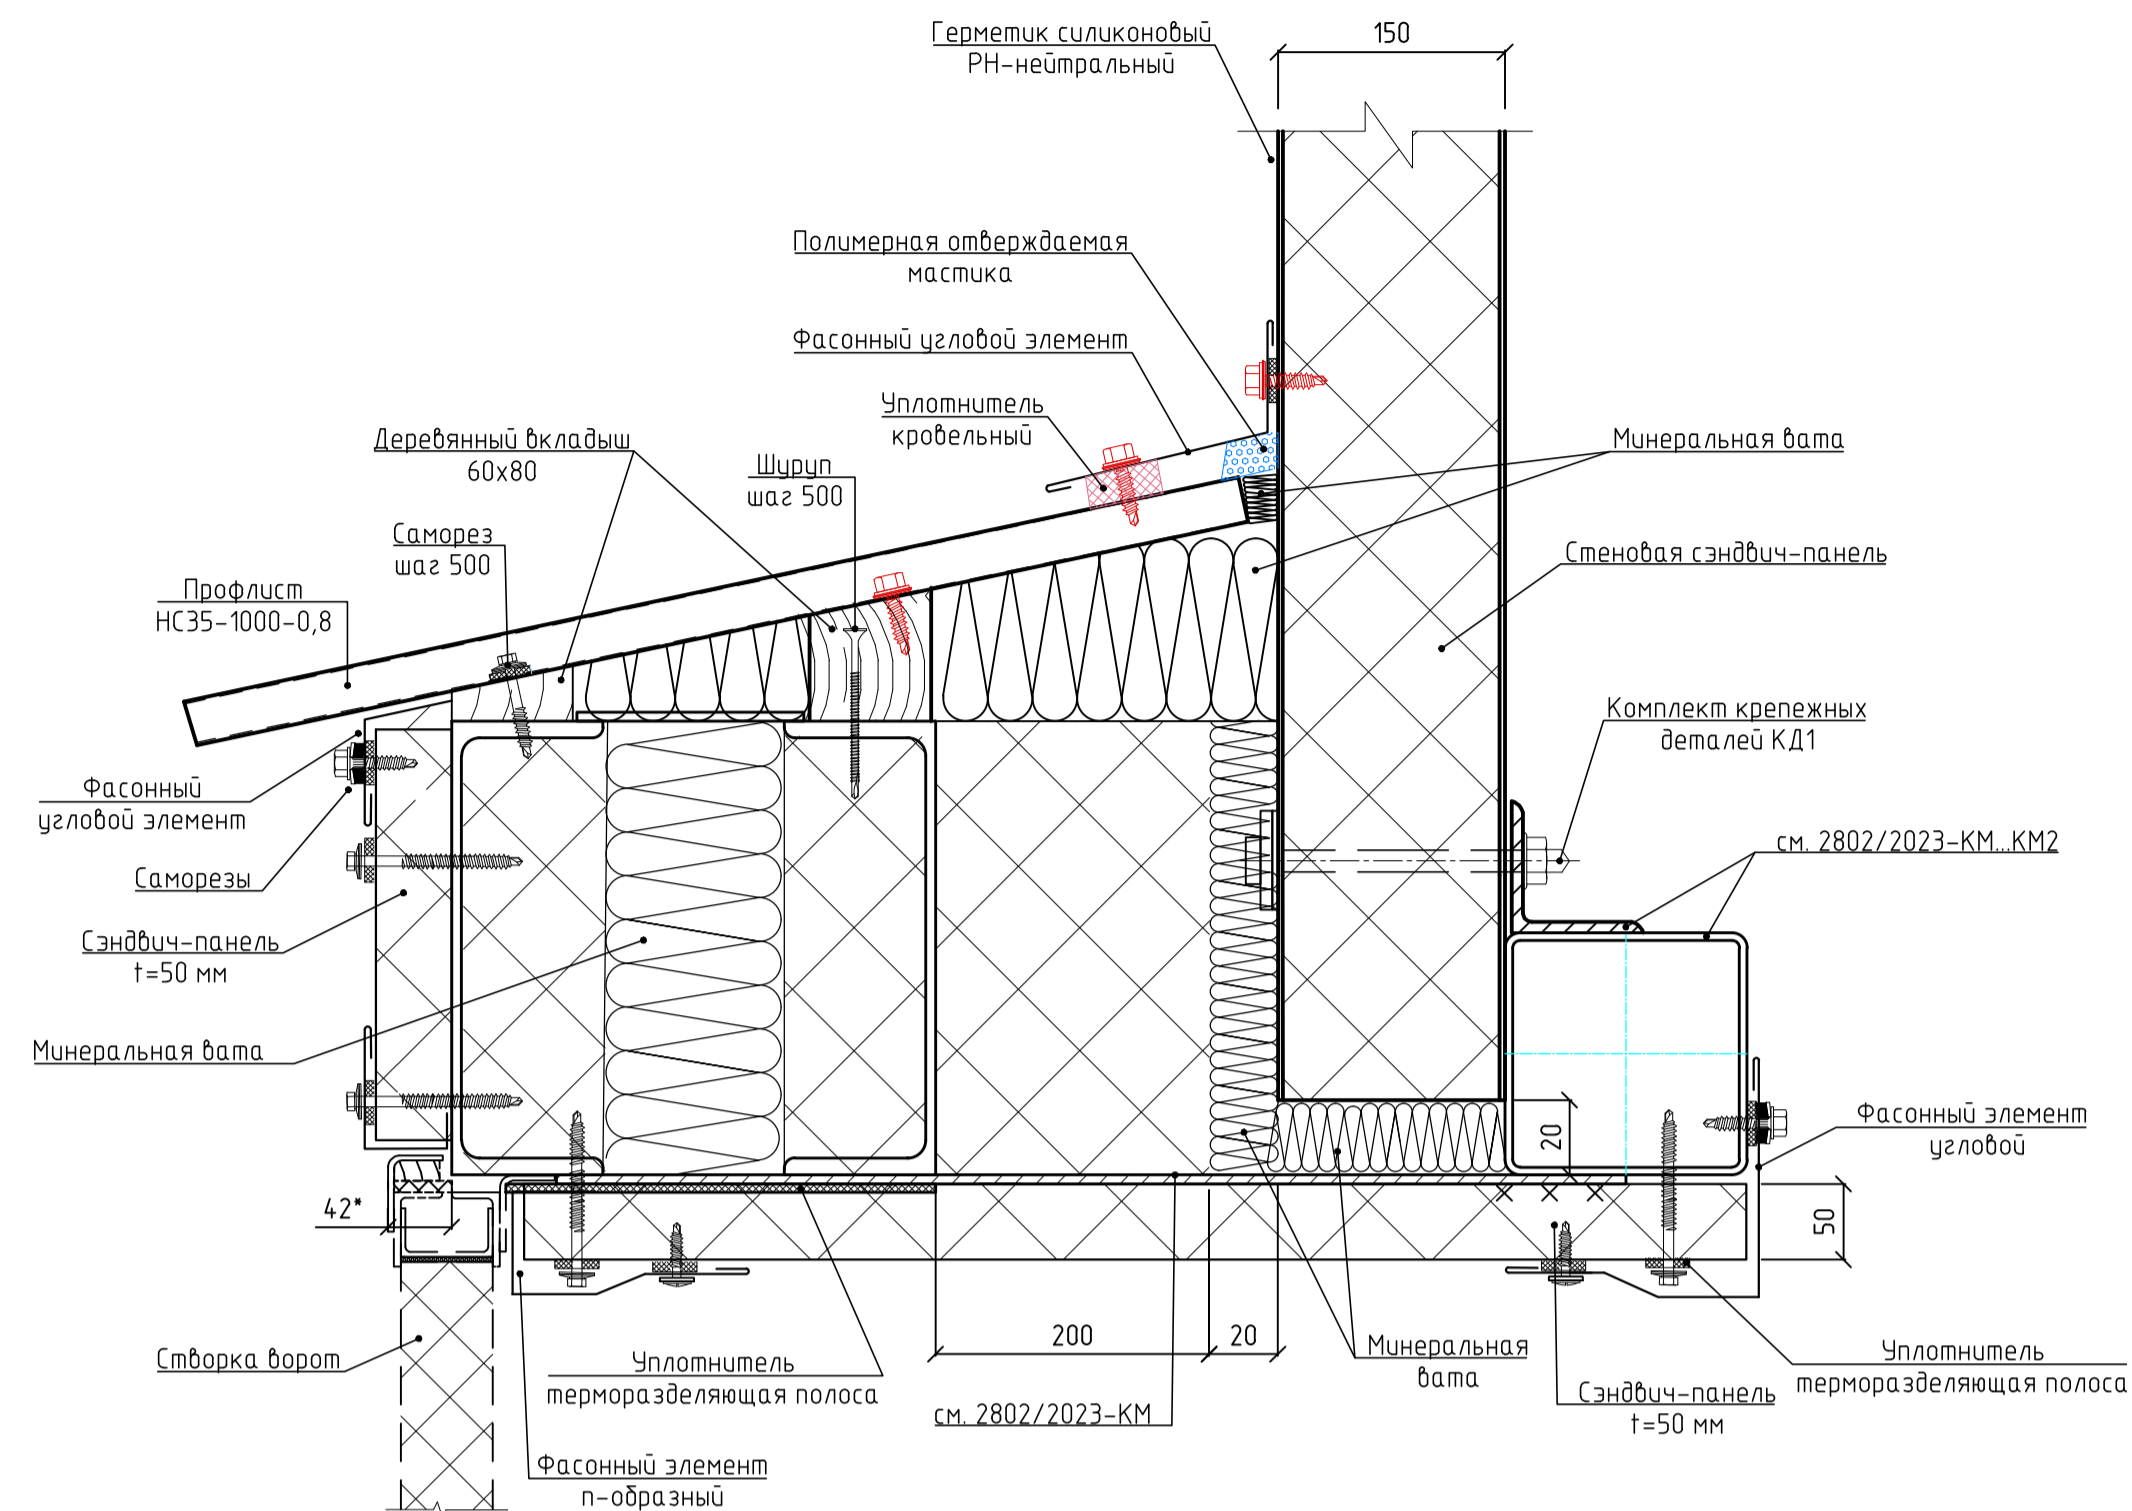 Герметик силиконовый
РН-нейтральный
150
Полимерная отверждаемая
мастика
Фасонный угловой элемент
Уплотнитель
кровельный
Деревянный вкладыш
60х80
Шуруп
шаг 500
Саморез
шаг 500
Профлист
НС35-1000-0,8
Минеральная вата
Стеновая сэндвич-панель
Комплект крепежных
деталей КД1
Фасонный
угловой элемент
Саморезы
см. 2802/2023-КМ...КМ2
Сэндвич-панель
t=50 мм
Минеральная вата
Фасонный элемент
угловой
20
42*
50
200
20
Створка ворот
Уплотнитель
терморазделяющая полоса
Минеральная
вата
Уплотнитель
терморазделяющая полоса
Сэндвич-панель
t=50 мм
см. 2802/2023-КМ
Фасонный элемент
п-образный